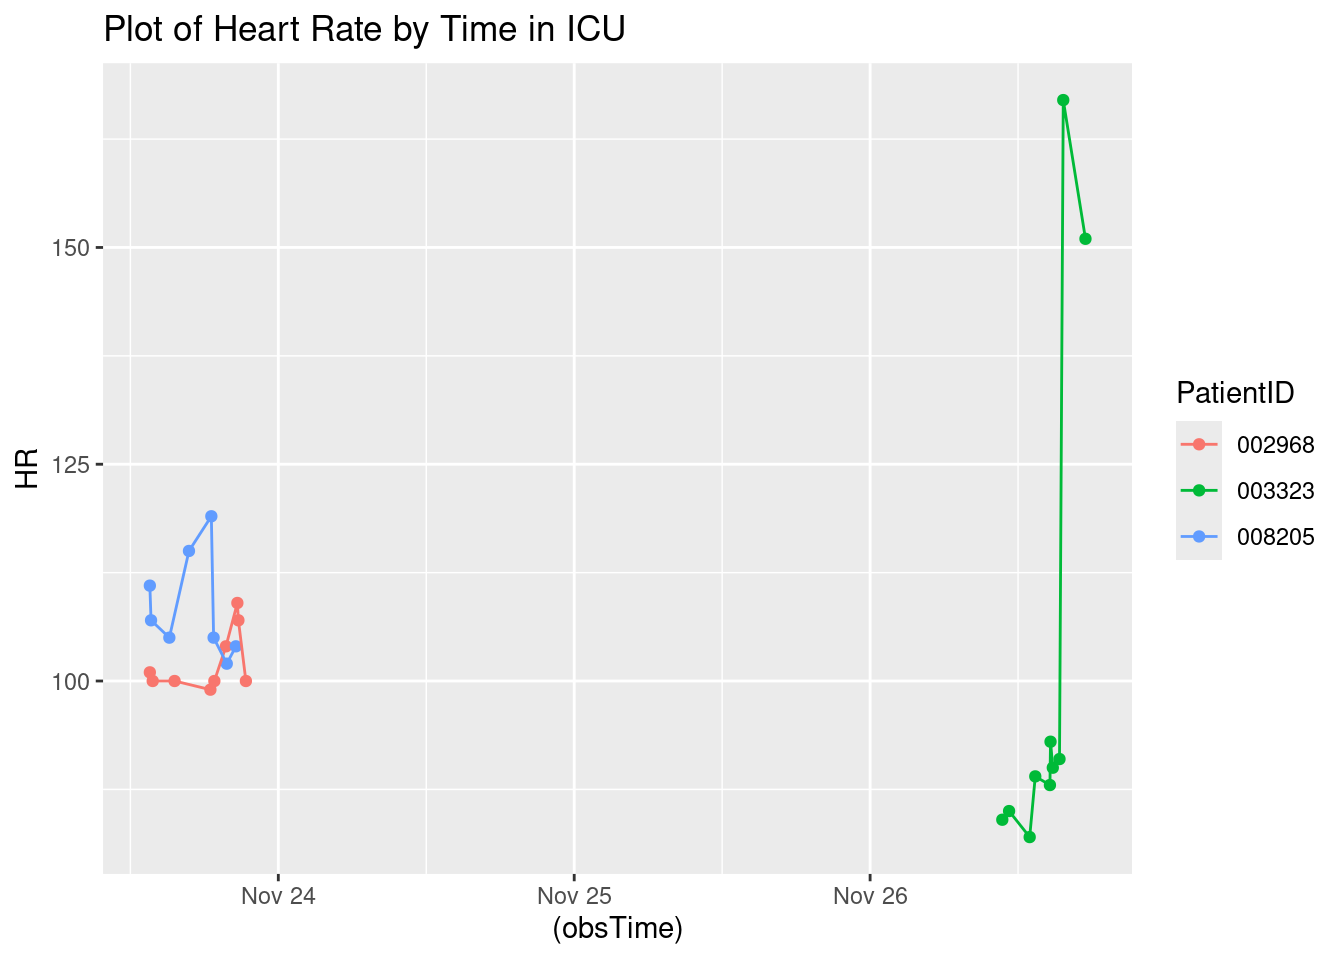 Plot of Heart Rate by Time in ICU
150
125
100
HR
Nov 24
Nov 25
Nov 26
(obsTime)
PatientID
002968
003323
008205